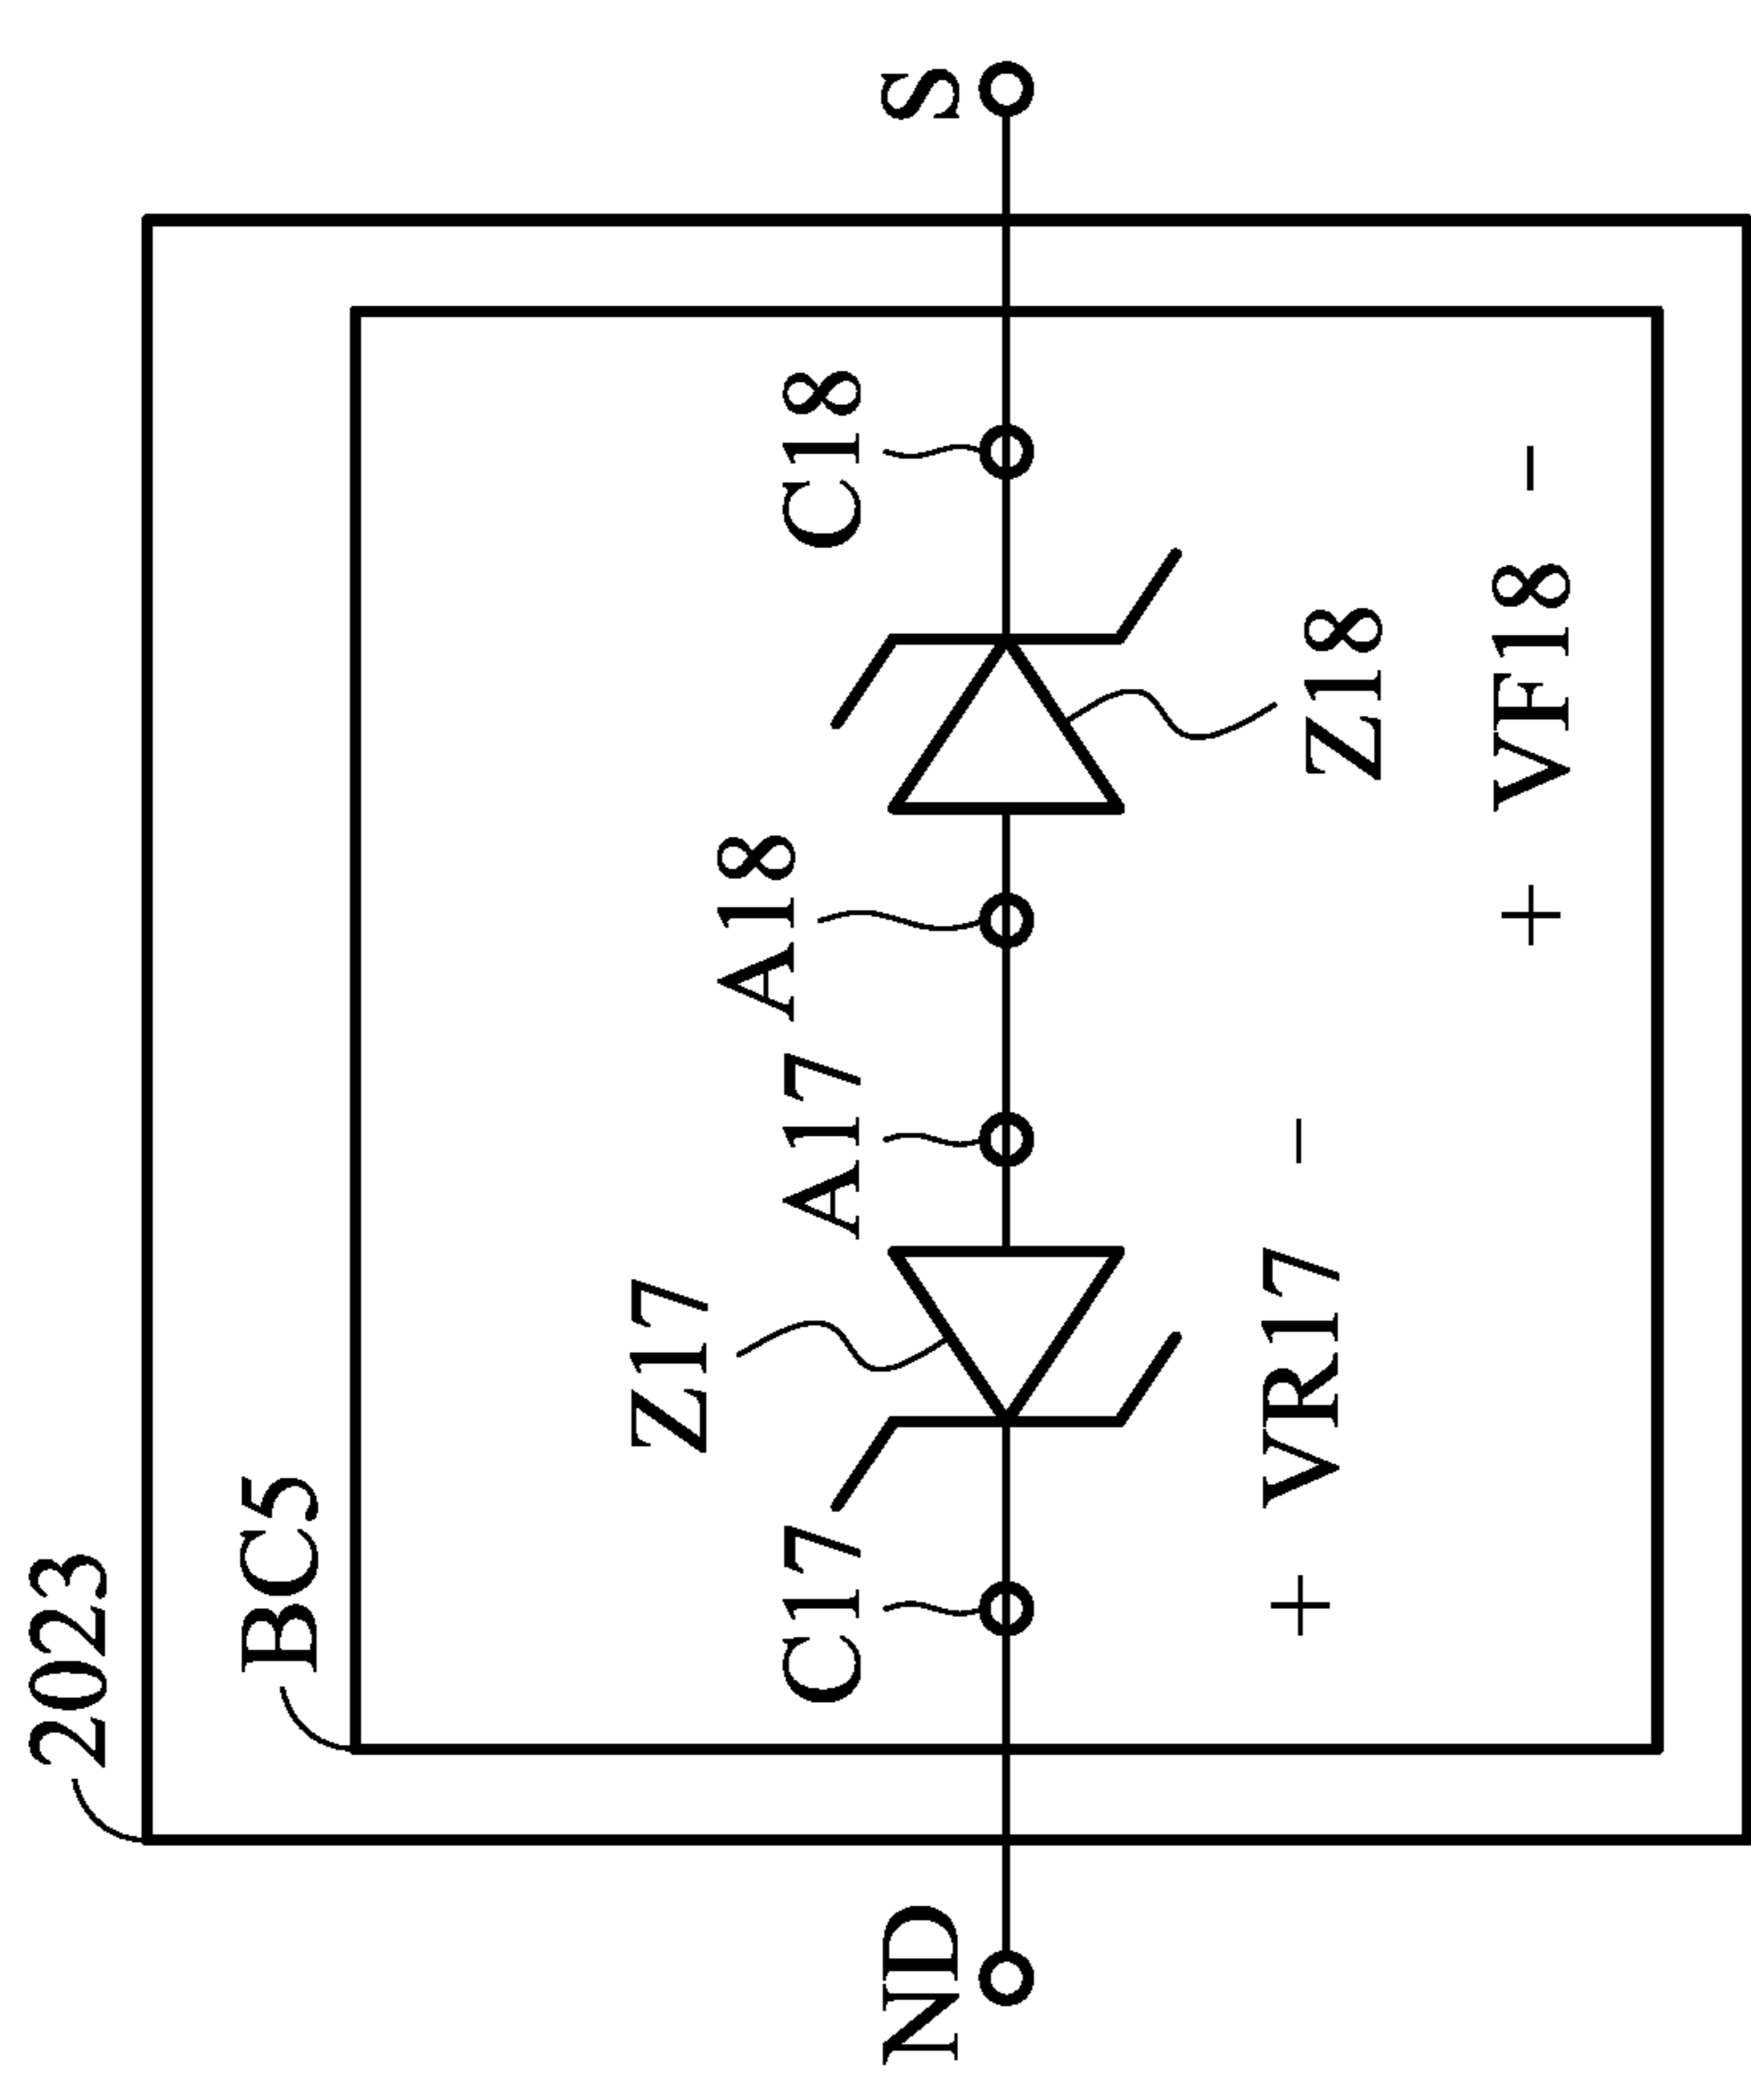 2023
BC5
Z17
A18
C17
A17
C18
ND
S
Z18
+ VR17 −
+ VF18 −